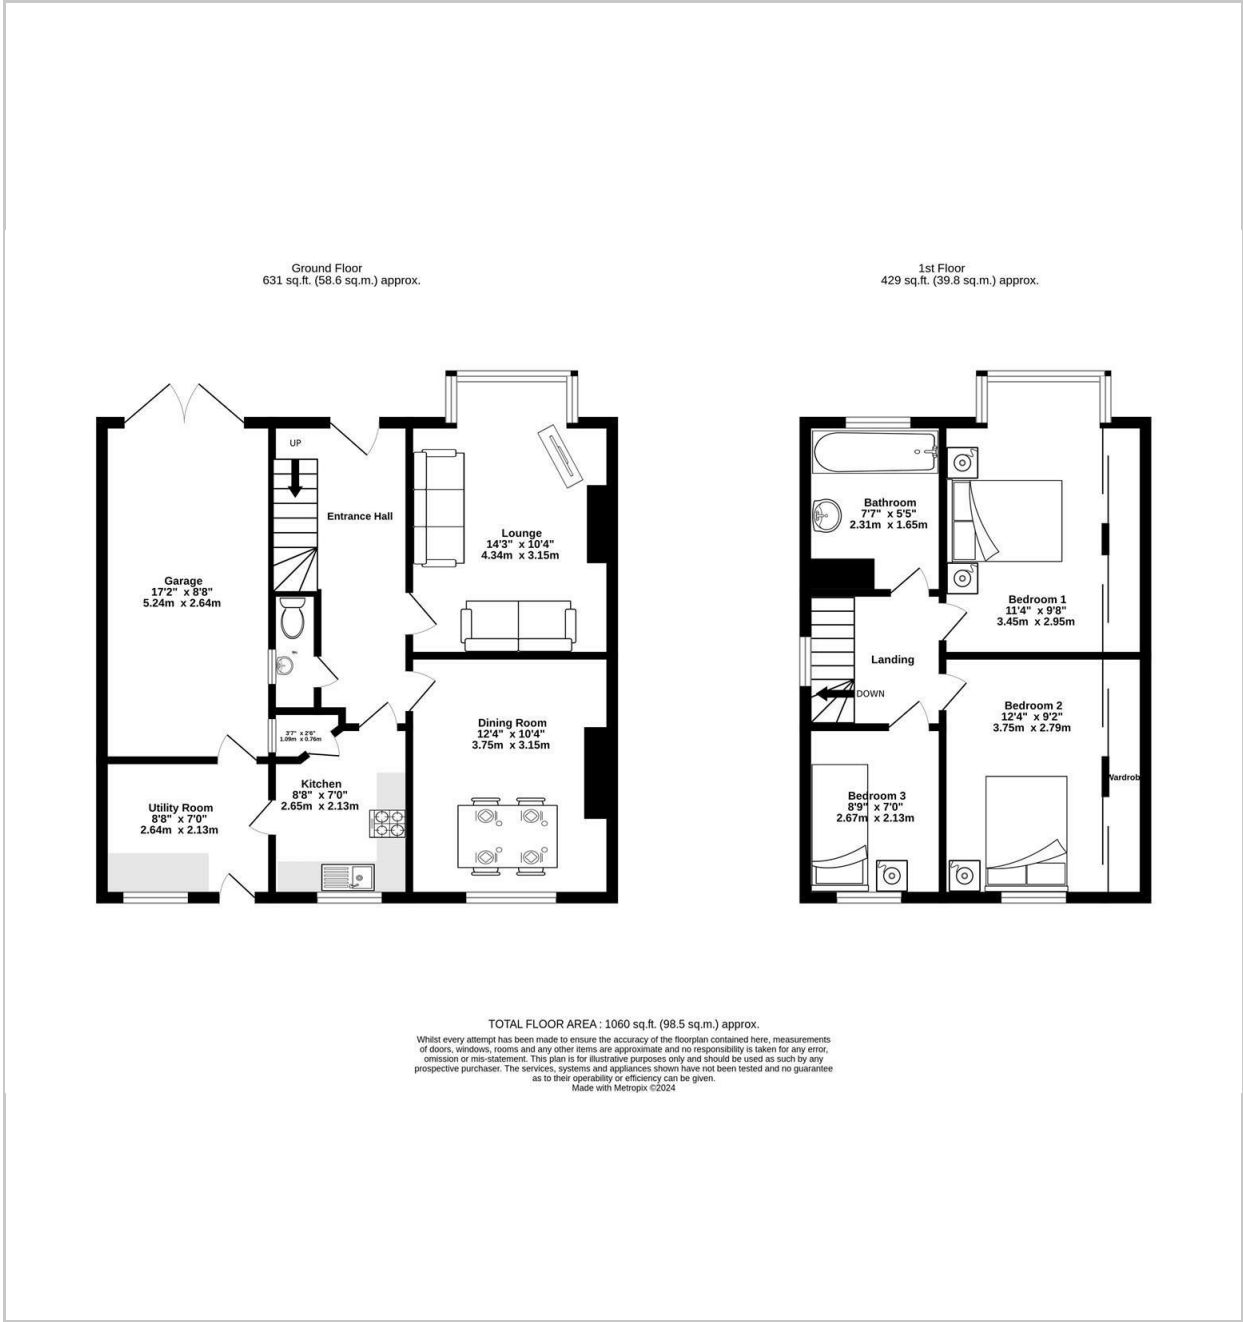 Ground Floor
631 sq.ft. (58.6 sq.m.) approx.
1st Floor
429 sq.ft. (39.8 sq.m.) approx.
UP
Entrance Hall
Lounge
14'3" x 10'4"
4.34m x 3.15m
Garage
17'2" x 8'8"
5.24m x 2.64m
Dining Room
12'4" x 10'4"
3.75m x 3.15m
3'7" x 2'6"
1.09m x 0.76m
Kitchen
8'8" x 7'0"
2.65m x 2.13m
Utility Room
8'8" x 7'0"
2.64m x 2.13m
Bathroom
7'7" x 5'5"
2.31m x 1.65m
Bedroom 1
11'4" x 9'8"
3.45m x 2.95m
Landing
DOWN
Bedroom 2
12'4" x 9'2"
3.75m x 2.79m
Wardrob
Bedroom 3
8'9" x 7'0"
2.67m x 2.13m
TOTAL FLOOR AREA : 1060 sq.ft. (98.5 sq.m.) approx.
Whilst every attempt has been made to ensure the accuracy of the floorplan contained here, measurements
of doors, windows, rooms and any other items are approximate and no responsibility is taken for any error,
omission or mis-statement. This plan is for illustrative purposes only and should be used as such by any
prospective purchaser. The services, systems and appliances shown have not been tested and no guarantee
as to their operability or efficiency can be given.
Made with Metropix ©2024